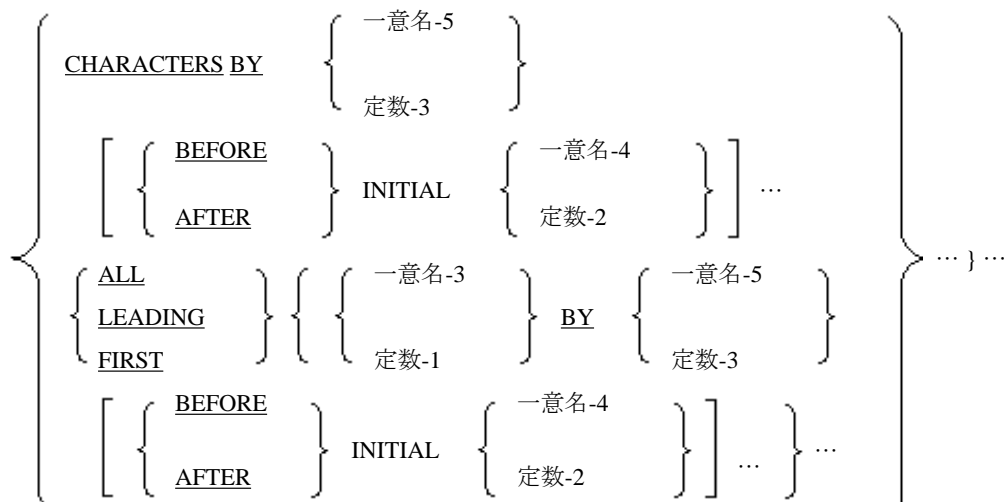 一意名-5
CHARACTERS BY
定数-3
BEFORE 一意名-4
INITIAL …
AFTER 定数-2
… } …
ALL 一意名-3 一意名-5
LEADING BY
FIRST 定数-1 定数-3
BEFORE 一意名-4
INITIAL … …
AFTER 定数-2